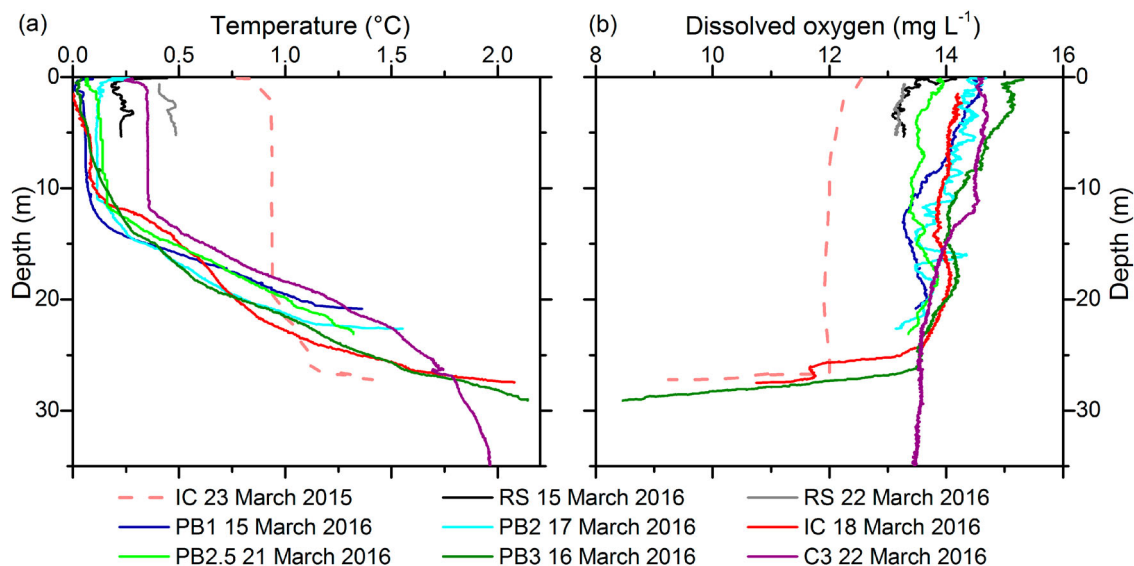 (a) Temperature (°C) (b) Dissolved oxygen (mg L⁻¹)
0.0 0.5 1.0 1.5 2.0 8 10 12 14 16
0 0
10 10
Depth (m) Depth (m)
20 20
30 30
IC 23 March 2015 RS 15 March 2016 RS 22 March 2016
PB1 15 March 2016 PB2 17 March 2016 IC 18 March 2016
PB2.5 21 March 2016 PB3 16 March 2016 C3 22 March 2016